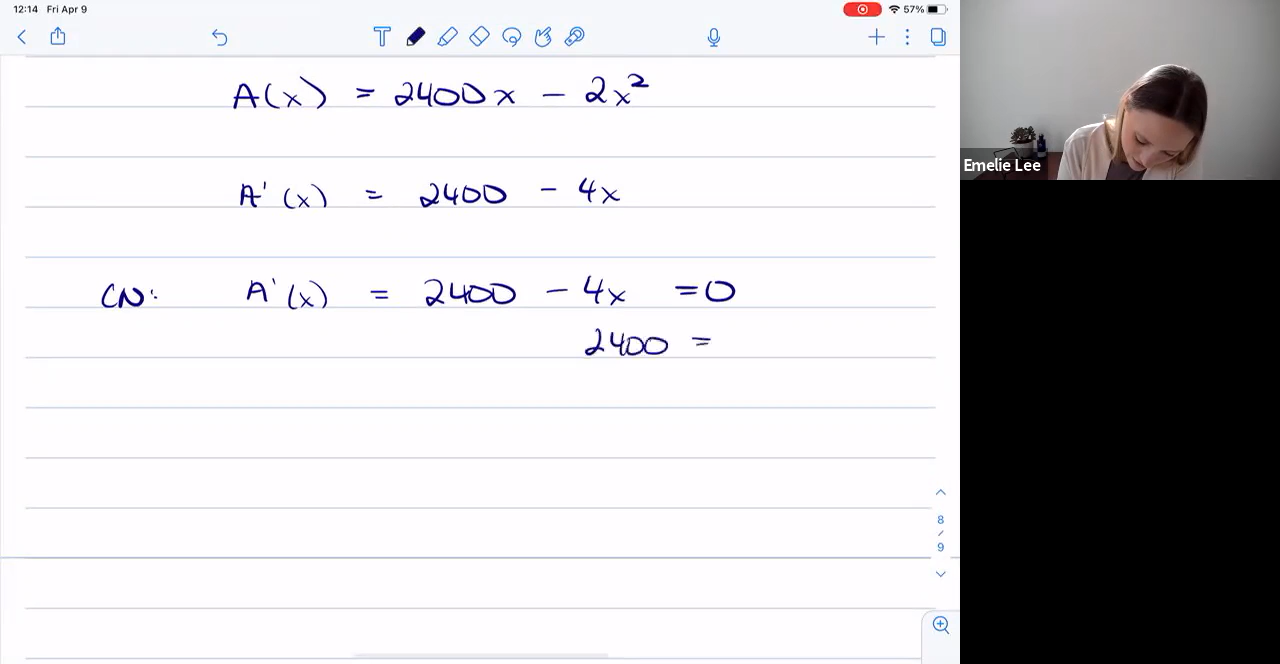 12:14 Fri Apr 9 57%
T
A(x) = 2400x - 2x²
A'(x) = 2400 - 4x
CN: A'(x) = 2400 - 4x = 0
2400 =
8
/
9
Emelie Lee